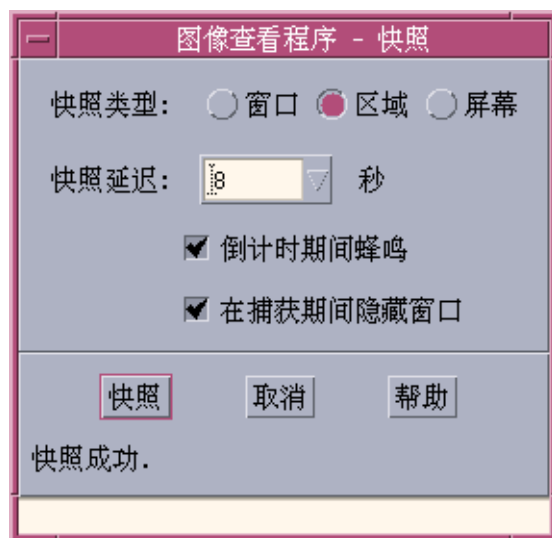 图像查看程序 - 快照
快照类型: 窗口 区域 屏幕
快照延迟: 8 秒
倒计时期间蜂鸣
在捕获期间隐藏窗口
快照 取消 帮助
快照成功.